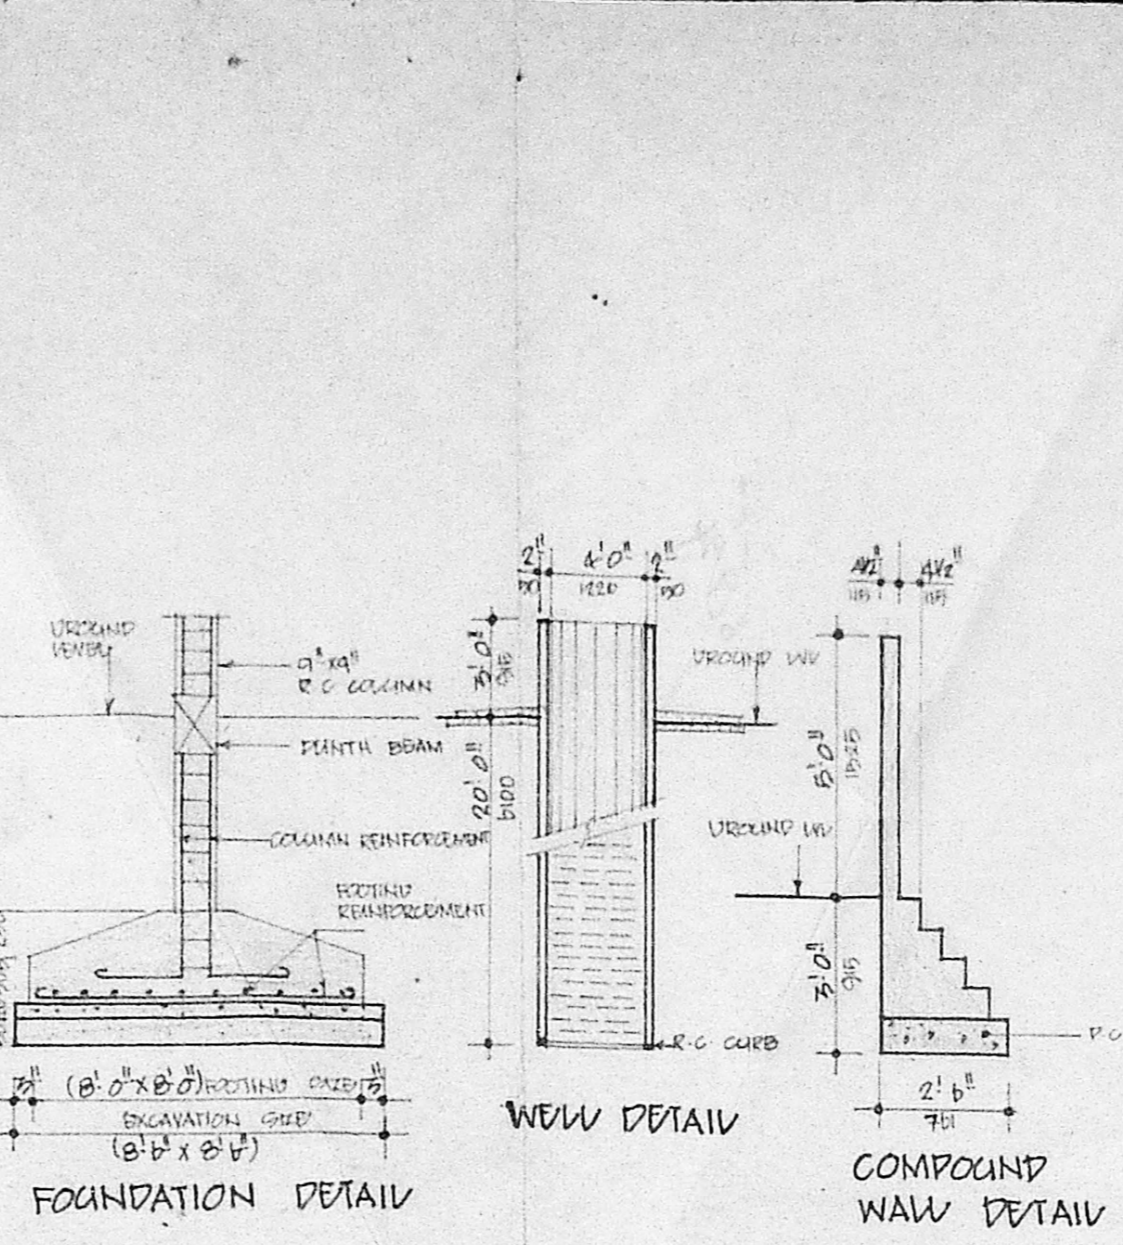 GROUND
LEVEL
9"x9"
R.C COLUMN
PLINTH BEAM
COLUMN REINFORCEMENT
FOOTING
REINFORCEMENT
3" (8'.0"X8'.0") FOOTING SIZE 3"
EXCAVATION SIZE
(8'.6" X 8'.6")
FOUNDATION DETAIL
2" 4'.0" 2"
50 1220 50
3'.0"
915
20'.0"
6100
GROUND LVL
R.C. CURB
WELL DETAIL
4½" 4½"
115 115
5'.0"
1525
GROUND LVL
3'.0"
915
P.C
2'.6"
761
COMPOUND
WALL DETAIL